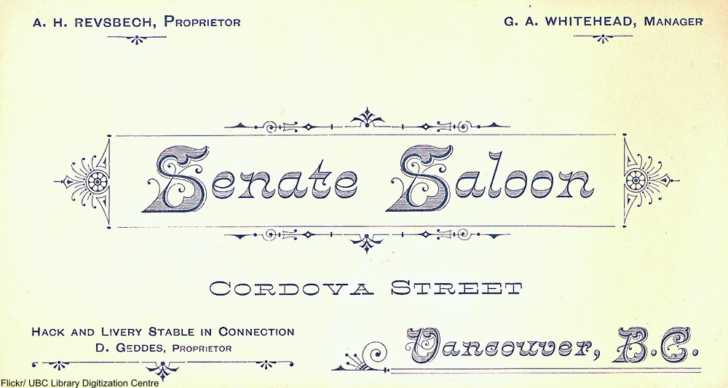 A. H. REVSBECH, PROPRIETOR
G. A. WHITEHEAD, MANAGER
Senate Saloon
CORDOVA STREET
HACK AND LIVERY STABLE IN CONNECTION
D. GEDDES, PROPRIETOR
Vancouver, B.C.
Flickr/ UBC Library Digitization Centre